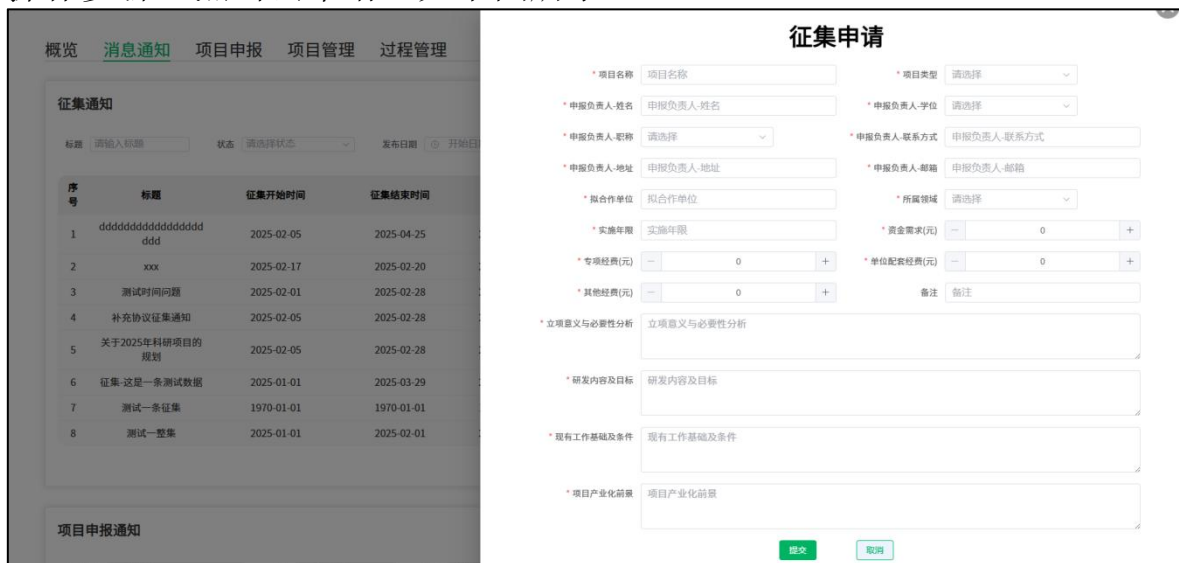 概览 消息通知 项目申报 项目管理 过程管理
征集通知
标题 请输入标题 状态 请选择状态 发布日期 开始日
序号 标题 征集开始时间 征集结束时间
1 dddddddddddddddddddd 2025-02-05 2025-04-25
2 xxx 2025-02-17 2025-02-20
3 测试时间问题 2025-02-01 2025-02-28
4 补充协议征集通知 2025-02-05 2025-02-28
5 关于2025年科研项目的规划 2025-02-05 2025-02-28
6 征集-这是一条测试数据 2025-01-01 2025-03-29
7 测试一条征集 1970-01-01 1970-01-01
8 测试一整集 2025-01-01 2025-02-01
项目申报通知
征集申请
* 项目名称 项目名称 * 项目类型 请选择
* 申报负责人-姓名 申报负责人-姓名 * 申报负责人-学位 请选择
* 申报负责人-职称 请选择 * 申报负责人-联系方式 申报负责人-联系方式
* 申报负责人-地址 申报负责人-地址 * 申报负责人-邮箱 申报负责人-邮箱
* 拟合作单位 拟合作单位 * 所属领域 请选择
* 实施年限 实施年限 * 资金需求(元) － 0 +
* 专项经费(元) － 0 + * 单位配套经费(元) － 0 +
* 其他经费(元) － 0 + 备注 备注
* 立项意义与必要性分析 立项意义与必要性分析
* 研发内容及目标 研发内容及目标
* 现有工作基础及条件 现有工作基础及条件
* 项目产业化前景 项目产业化前景
提交 取消